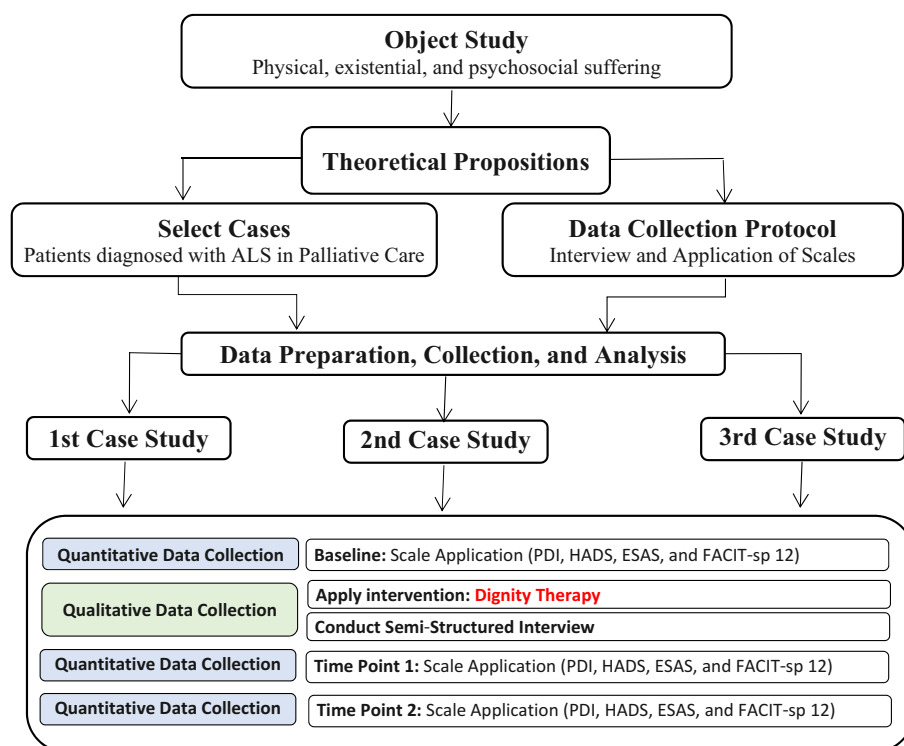 Object Study
Physical, existential, and psychosocial suffering
Theoretical Propositions
Select Cases
Patients diagnosed with ALS in Palliative Care
Data Collection Protocol
Interview and Application of Scales
Data Preparation, Collection, and Analysis
1st Case Study
2nd Case Study
3rd Case Study
Quantitative Data Collection
Baseline: Scale Application (PDI, HADS, ESAS, and FACIT-sp 12)
Qualitative Data Collection
Apply intervention: Dignity Therapy
Conduct Semi-Structured Interview
Quantitative Data Collection
Time Point 1: Scale Application (PDI, HADS, ESAS, and FACIT-sp 12)
Quantitative Data Collection
Time Point 2: Scale Application (PDI, HADS, ESAS, and FACIT-sp 12)